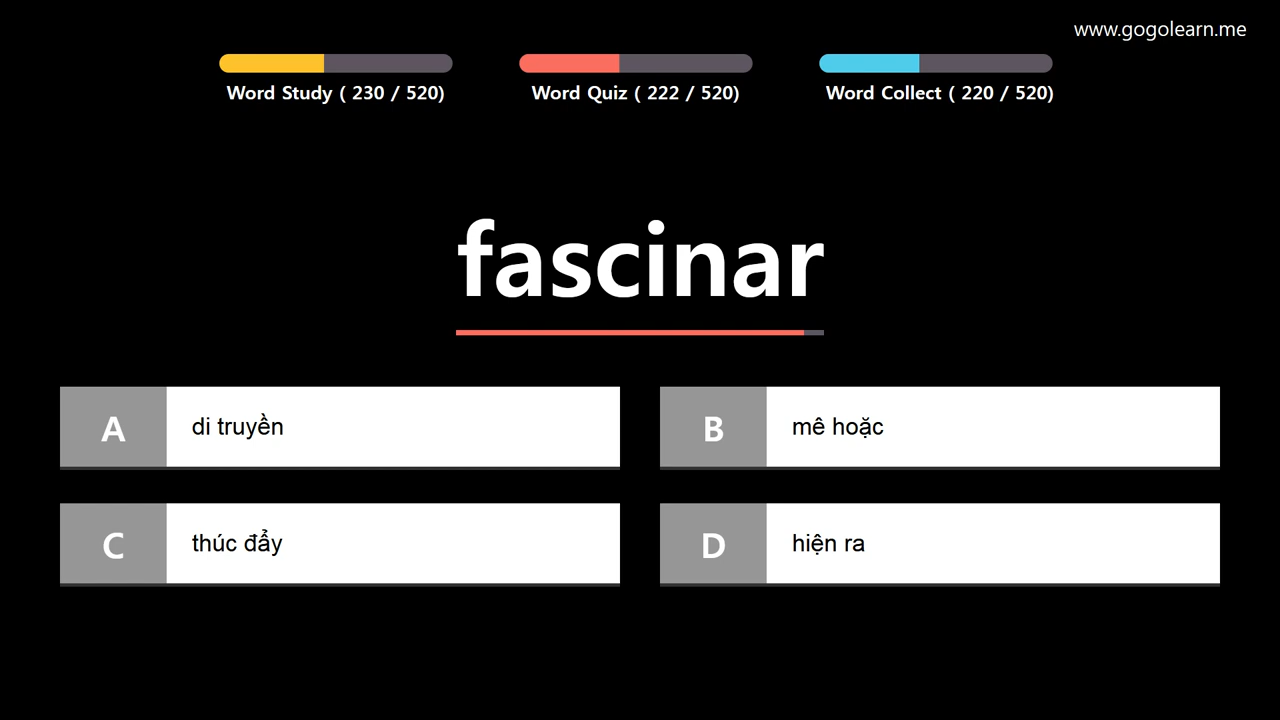 www.gogolearn.me
Word Study ( 230 / 520)
Word Quiz ( 222 / 520)
Word Collect ( 220 / 520)
fascinar
A di truyền
B mê hoặc
C thúc đẩy
D hiện ra